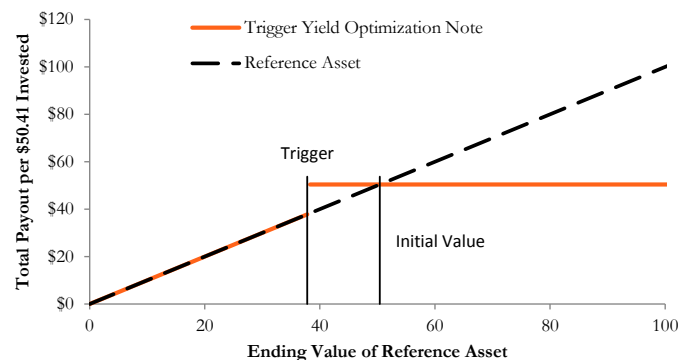 $120
$100
$80
$60
$40
$20
$0
Total Payout per $50.41 Invested
Trigger Yield Optimization Note
Reference Asset
Trigger
Initial Value
0 20 40 60 80 100
Ending Value of Reference Asset